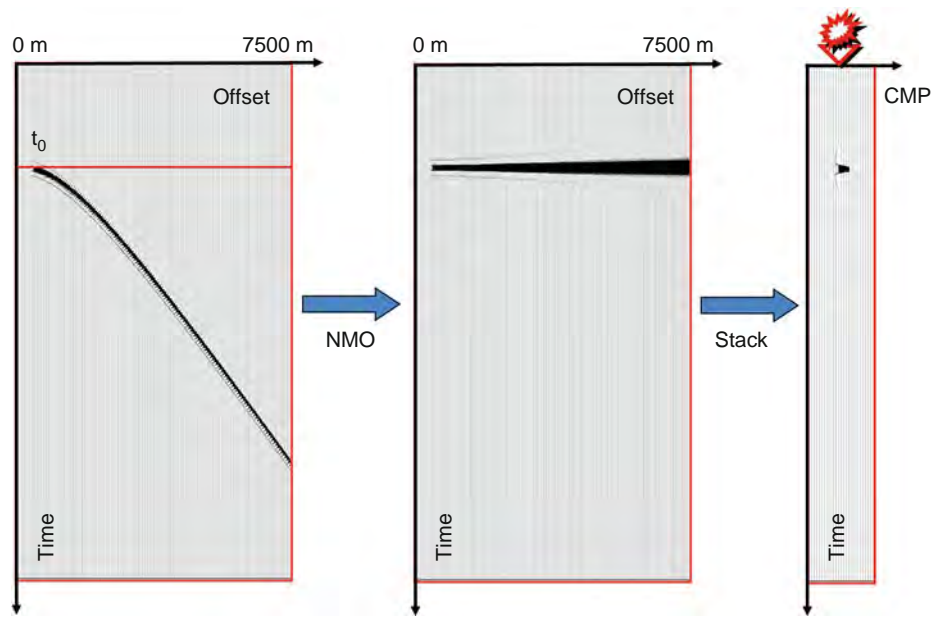 0 m 7500 m
Offset
t0
Time
NMO
0 m 7500 m
Offset
Time
Stack
CMP
Time